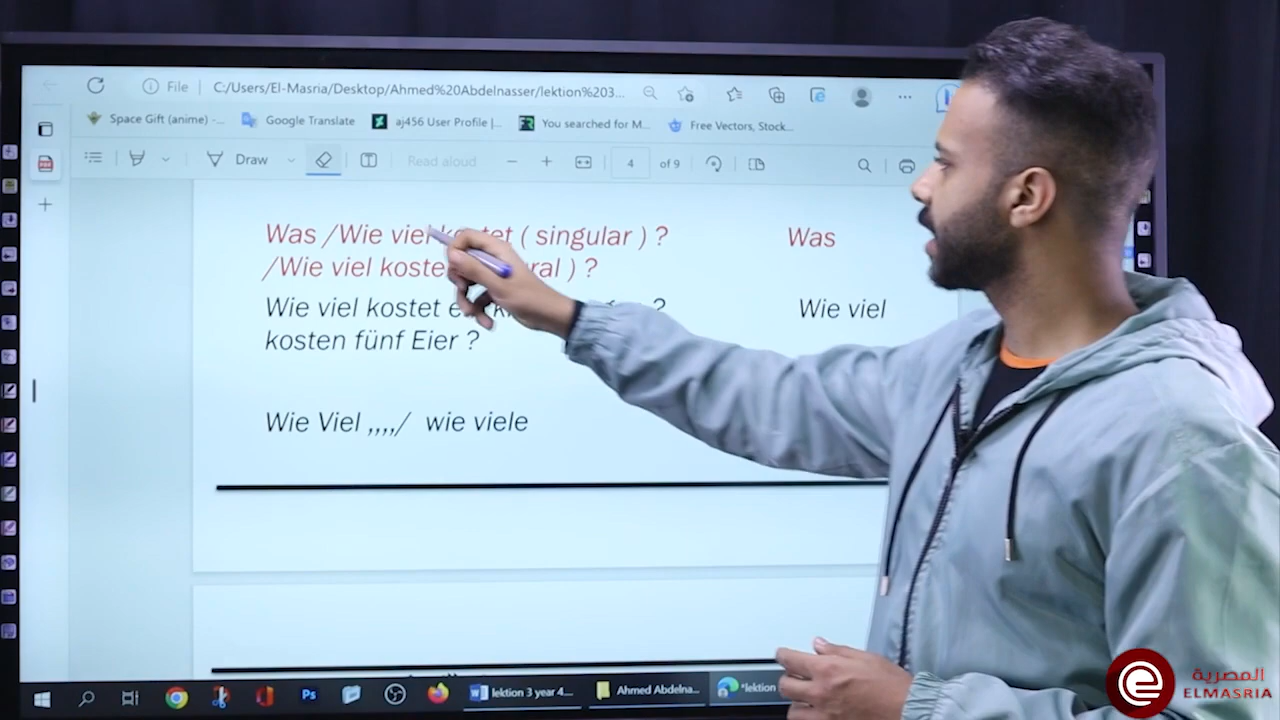 File | C:/Users/El-Masria/Desktop/Ahmed%20Abdelnasser/lektion%203...
Space Gift (anime) -... Google Translate aj456 User Profile |... You searched for M... Free Vectors, Stock...
Draw Read aloud 4 of 9
Was /Wie viel kostet ( singular ) ? Was
/Wie viel ) ?
Wie viel kostet ? Wie viel
kosten fünf Eier ?
Wie Viel ,,,,/ wie viele
lektion 3 year 4... Ahmed Abdelna... *lektion
المصرية
ELMASRIA